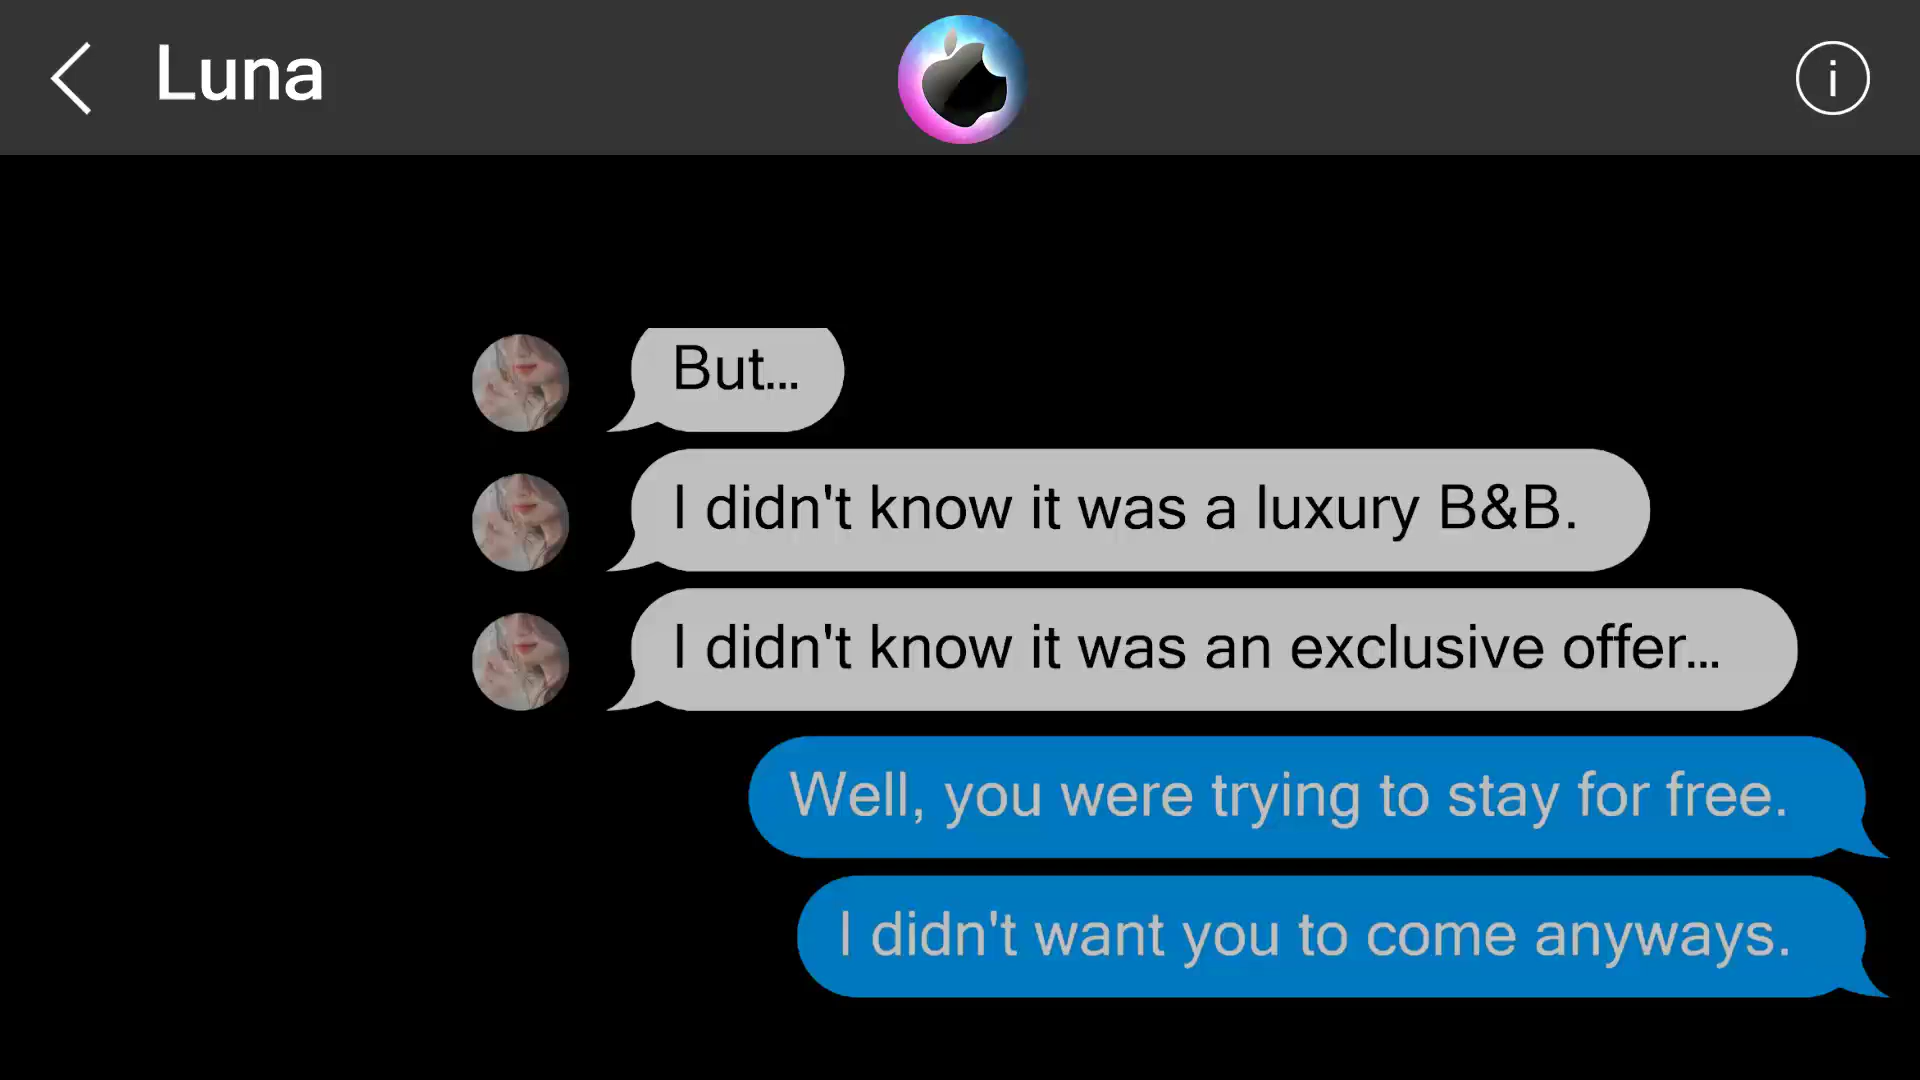 Luna
i
But...
I didn't know it was a luxury B&B.
I didn't know it was an exclusive offer...
Well, you were trying to stay for free.
I didn't want you to come anyways.